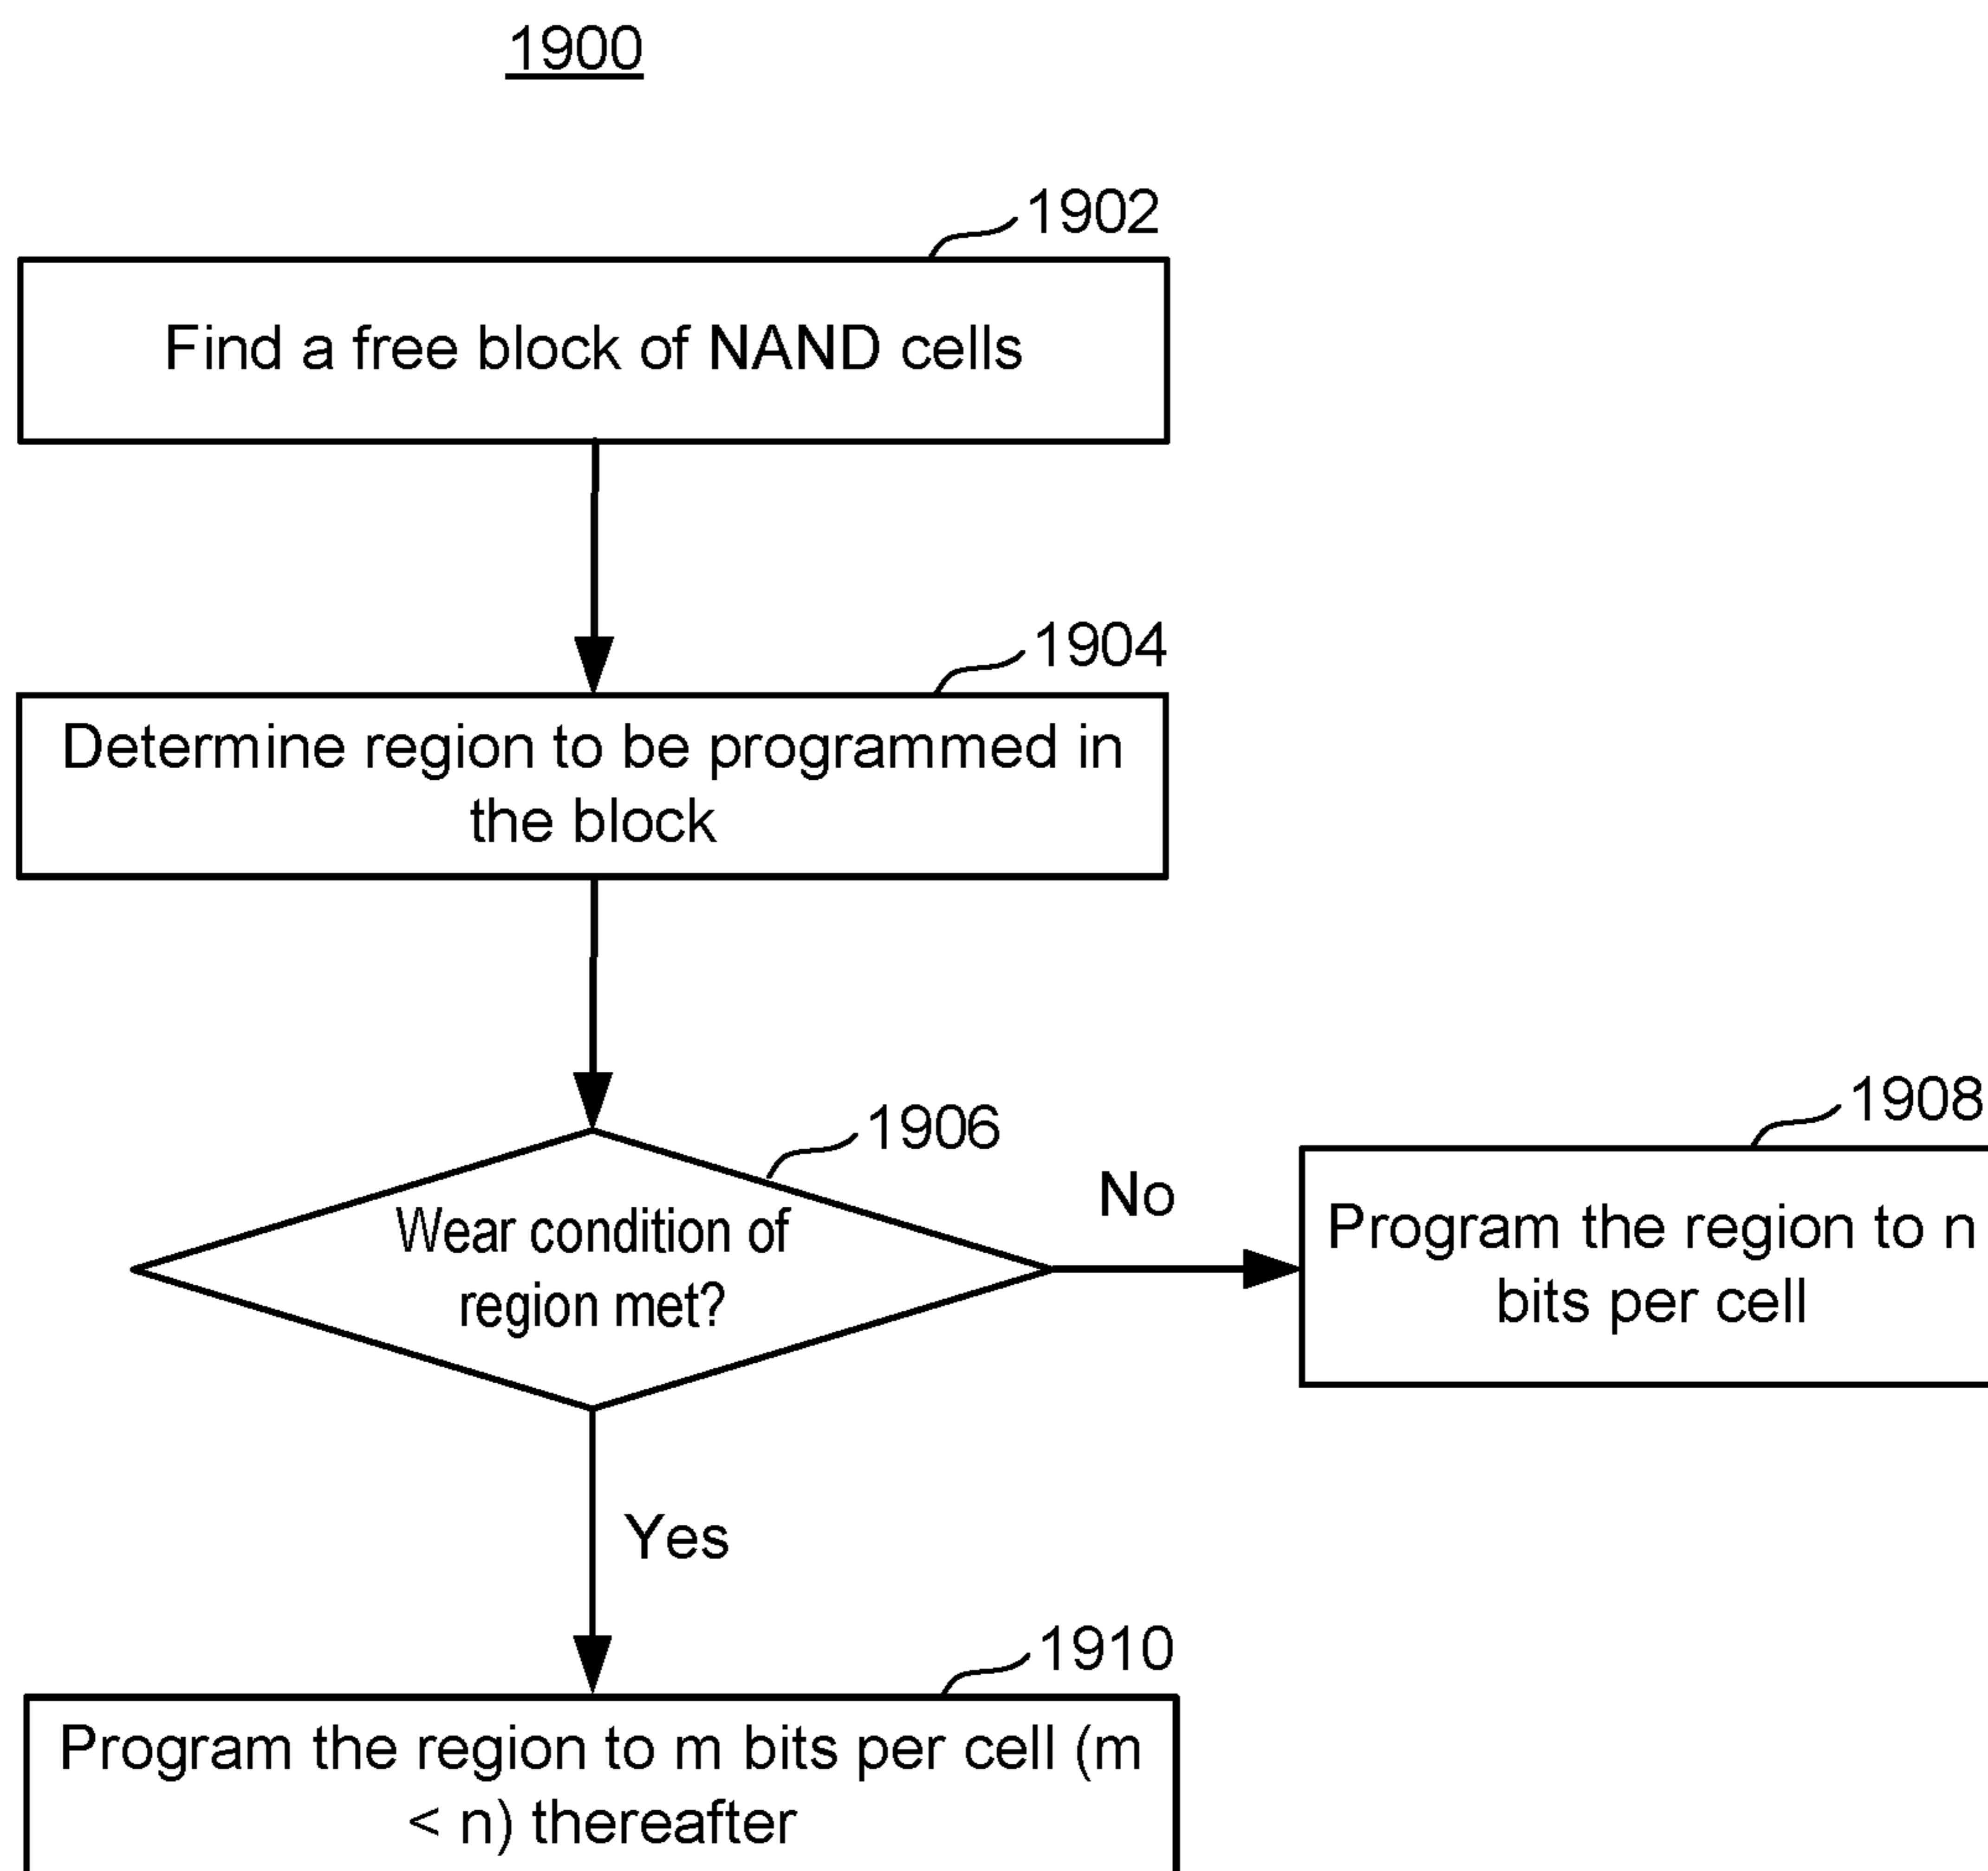 1900
1902
Find a free block of NAND cells
1904
Determine region to be programmed in
the block
1906
Wear condition of
region met?
No
1908
Program the region to n
bits per cell
Yes
1910
Program the region to m bits per cell (m
< n) thereafter